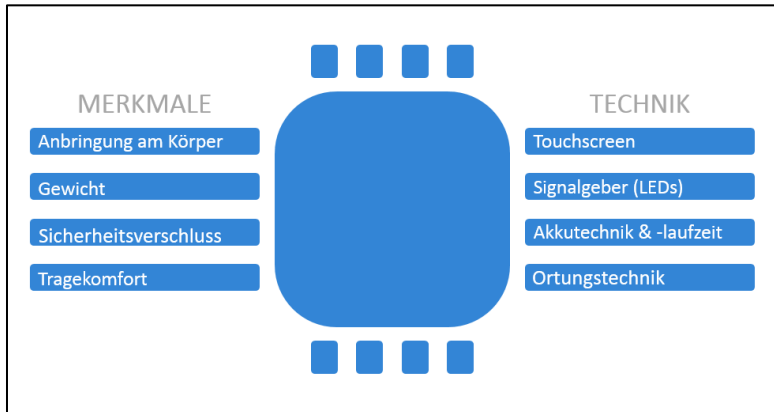 MERKMALE
Anbringung am Körper
Gewicht
Sicherheitsverschluss
Tragekomfort
TECHNIK
Touchscreen
Signalgeber (LEDs)
Akkutechnik & -laufzeit
Ortungstechnik